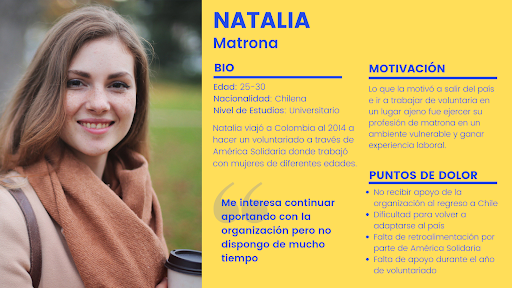 NATALIA
Matrona
BIO
Edad: 25-30
Nacionalidad: Chilena
Nivel de Estudios: Universitario
Natalia viajó a Colombia al 2014 a
hacer un voluntariado a través de
América Solidaria donde trabajó
con mujeres de diferentes edades.
“
Me interesa continuar
aportando con la
organización pero no
dispongo de mucho
tiempo
MOTIVACIÓN
Lo que la motivó a salir del país
e ir a trabajar de voluntaria en
un lugar ajeno fue ejercer su
profesión de matrona en un
ambiente vulnerable y ganar
experiencia laboral.
PUNTOS DE DOLOR
• No recibir apoyo de la
organización al regreso a Chile
• Dificultad para volver a
adaptarse al país
• Falta de retroalimentación por
parte de América Solidaria
• Falta de apoyo durante el año
de voluntariado